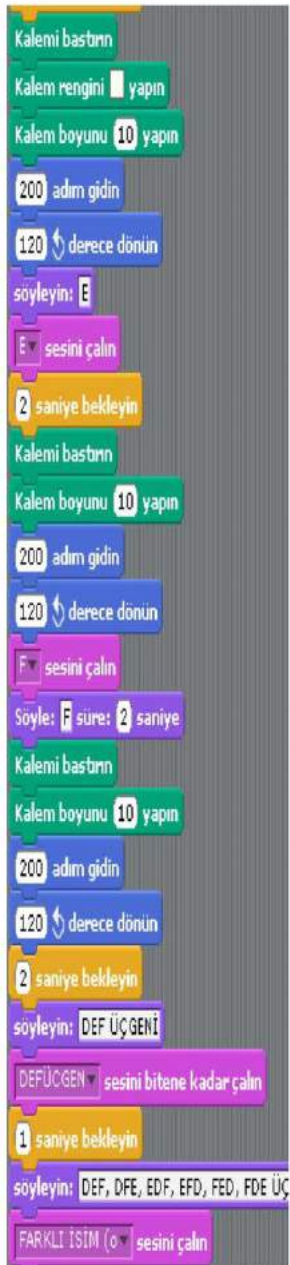 Kalemi bastırın
Kalem rengini yapın
Kalem boyunu 10 yapın
200 adım gidin
120 derece dönün
söyleyin: E
E sesini çalın
2 saniye bekleyin
Kalemi bastırın
Kalem boyunu 10 yapın
200 adım gidin
120 derece dönün
F sesini çalın
Söyle: F süre: 2 saniye
Kalemi bastırın
Kalem boyunu 10 yapın
200 adım gidin
120 derece dönün
2 saniye bekleyin
söyleyin: DEF ÜÇGENİ
DEFÜCGEN sesini bitene kadar çalın
1 saniye bekleyin
söyleyin: DEF, DFE, EDF, EFD, FED, FDE ÜÇ
FARKLI İSİM (o sesini çalın